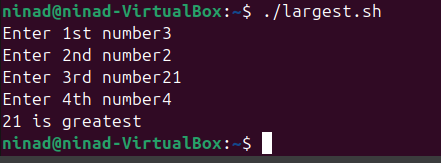 ninad@ninad-VirtualBox:~$ ./largest.sh
Enter 1st number3
Enter 2nd number2
Enter 3rd number21
Enter 4th number4
21 is greatest
ninad@ninad-VirtualBox:~$